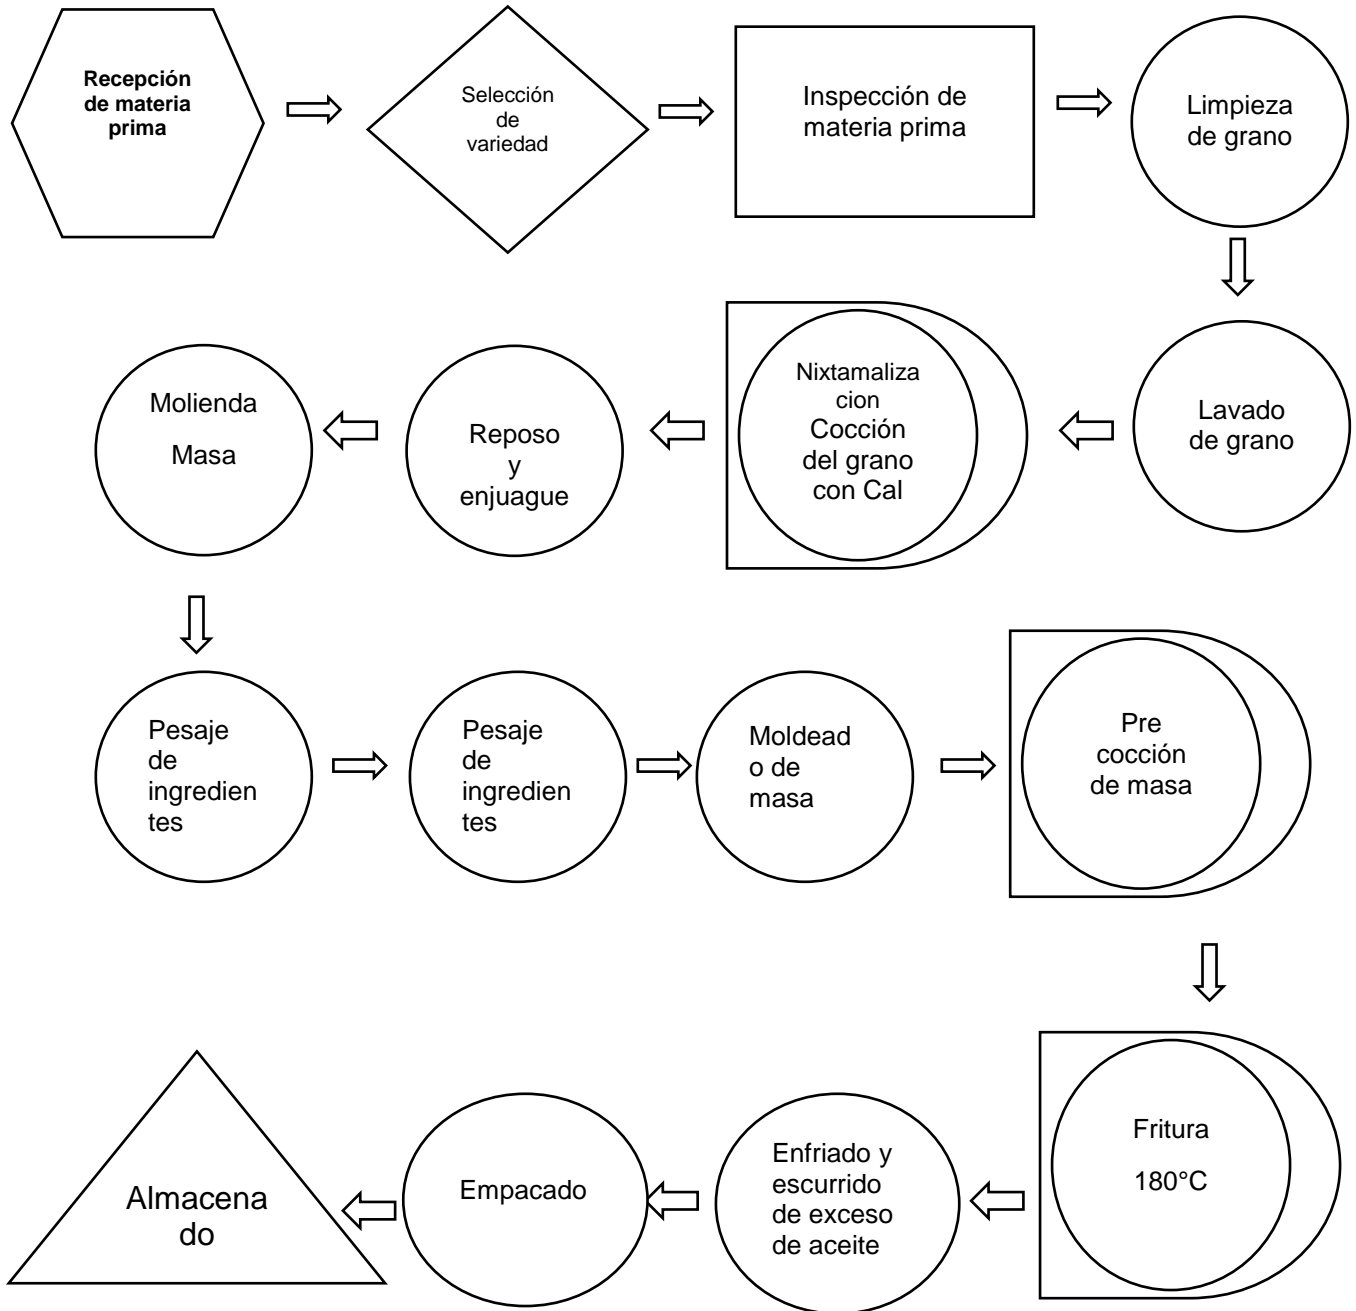 Recepción
de materia
prima
Selección
de
variedad
Inspección de
materia prima
Limpieza
de grano
Lavado
de grano
Nixtamaliza
cion
Cocción
del grano
con Cal
Reposo
y
enjuague
Molienda
Masa
Pesaje
de
ingredien
tes
Pesaje
de
ingredien
tes
Moldead
o de
masa
Pre
cocción
de masa
Fritura
180°C
Enfriado y
escurrido
de exceso
de aceite
Empacado
Almacena
do